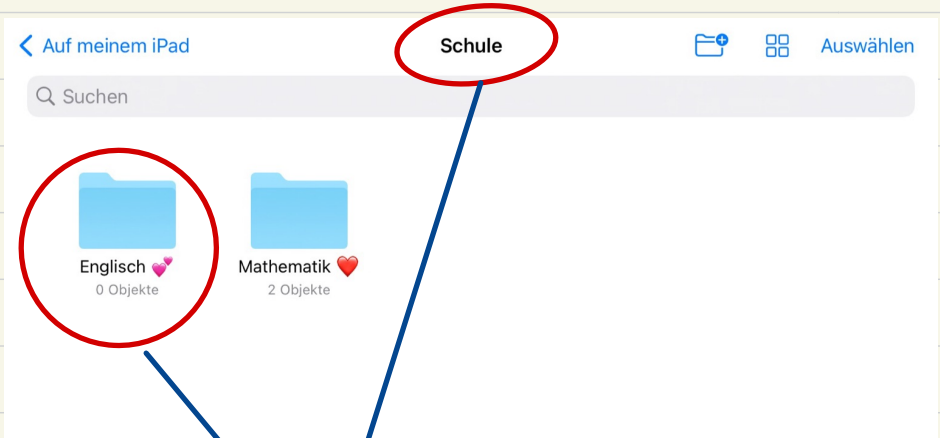 Auf meinem iPad
Schule
Auswählen
Suchen
Englisch 💕
Mathematik ❤️
0 Objekte
2 Objekte